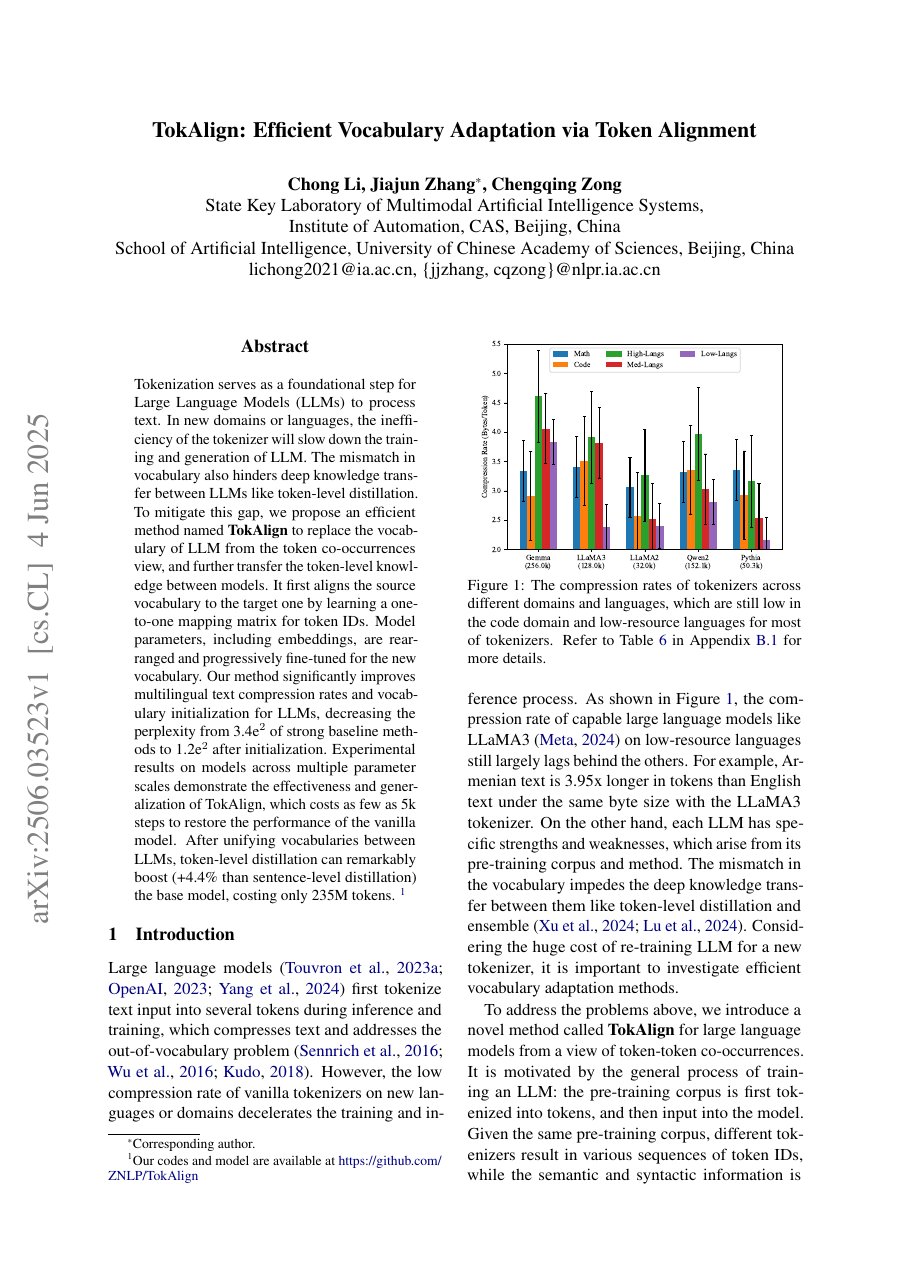 TokAlign: Efficient Vocabulary Adaptation via Token Alignment
Chong Li, Jiajun Zhang*, Chengqing Zong
State Key Laboratory of Multimodal Artificial Intelligence Systems,
Institute of Automation, CAS, Beijing, China
School of Artificial Intelligence, University of Chinese Academy of Sciences, Beijing, China
lichong2021@ia.ac.cn, {jjzhang, cqzong}@nlpr.ia.ac.cn
arXiv:2506.03523v1 [cs.CL] 4 Jun 2025
Abstract
Tokenization serves as a foundational step for
Large Language Models (LLMs) to process
text. In new domains or languages, the ineffi-
ciency of the tokenizer will slow down the train-
ing and generation of LLM. The mismatch in
vocabulary also hinders deep knowledge trans-
fer between LLMs like token-level distillation.
To mitigate this gap, we propose an efficient
method named TokAlign to replace the vocab-
ulary of LLM from the token co-occurrences
view, and further transfer the token-level knowl-
edge between models. It first aligns the source
vocabulary to the target one by learning a one-
to-one mapping matrix for token IDs. Model
parameters, including embeddings, are rear-
ranged and progressively fine-tuned for the new
vocabulary. Our method significantly improves
multilingual text compression rates and vocab-
ulary initialization for LLMs, decreasing the
perplexity from 3.4e² of strong baseline meth-
ods to 1.2e² after initialization. Experimental
results on models across multiple parameter
scales demonstrate the effectiveness and gener-
alization of TokAlign, which costs as few as 5k
steps to restore the performance of the vanilla
model. After unifying vocabularies between
LLMs, token-level distillation can remarkably
boost (+4.4% than sentence-level distillation)
the base model, costing only 235M tokens. 1
1 Introduction
Large language models (Touvron et al., 2023a;
OpenAI, 2023; Yang et al., 2024) first tokenize
text input into several tokens during inference and
training, which compresses text and addresses the
out-of-vocabulary problem (Sennrich et al., 2016;
Wu et al., 2016; Kudo, 2018). However, the low
compression rate of vanilla tokenizers on new lan-
guages or domains decelerates the training and in-
*Corresponding author.
1Our codes and model are available at https://github.com/
ZNLP/TokAlign
Compression Rate (Bytes/Token)
5.5
5.0
4.5
4.0
3.5
3.0
2.5
2.0
Math High-Langs Low-Langs
Code Med-Langs
Gemma LLaMA3 LLaMA2 Qwen2 Pythia
(256.0k) (128.0k) (32.0k) (152.1k) (50.3k)
Figure 1: The compression rates of tokenizers across
different domains and languages, which are still low in
the code domain and low-resource languages for most
of tokenizers. Refer to Table 6 in Appendix B.1 for
more details.
ference process. As shown in Figure 1, the com-
pression rate of capable large language models like
LLaMA3 (Meta, 2024) on low-resource languages
still largely lags behind the others. For example, Ar-
menian text is 3.95x longer in tokens than English
text under the same byte size with the LLaMA3
tokenizer. On the other hand, each LLM has spe-
cific strengths and weaknesses, which arise from its
pre-training corpus and method. The mismatch in
the vocabulary impedes the deep knowledge trans-
fer between them like token-level distillation and
ensemble (Xu et al., 2024; Lu et al., 2024). Consid-
ering the huge cost of re-training LLM for a new
tokenizer, it is important to investigate efficient
vocabulary adaptation methods.
To address the problems above, we introduce a
novel method called TokAlign for large language
models from a view of token-token co-occurrences.
It is motivated by the general process of train-
ing an LLM: the pre-training corpus is first tok-
enized into tokens, and then input into the model.
Given the same pre-training corpus, different tok-
enizers result in various sequences of token IDs,
while the semantic and syntactic information is